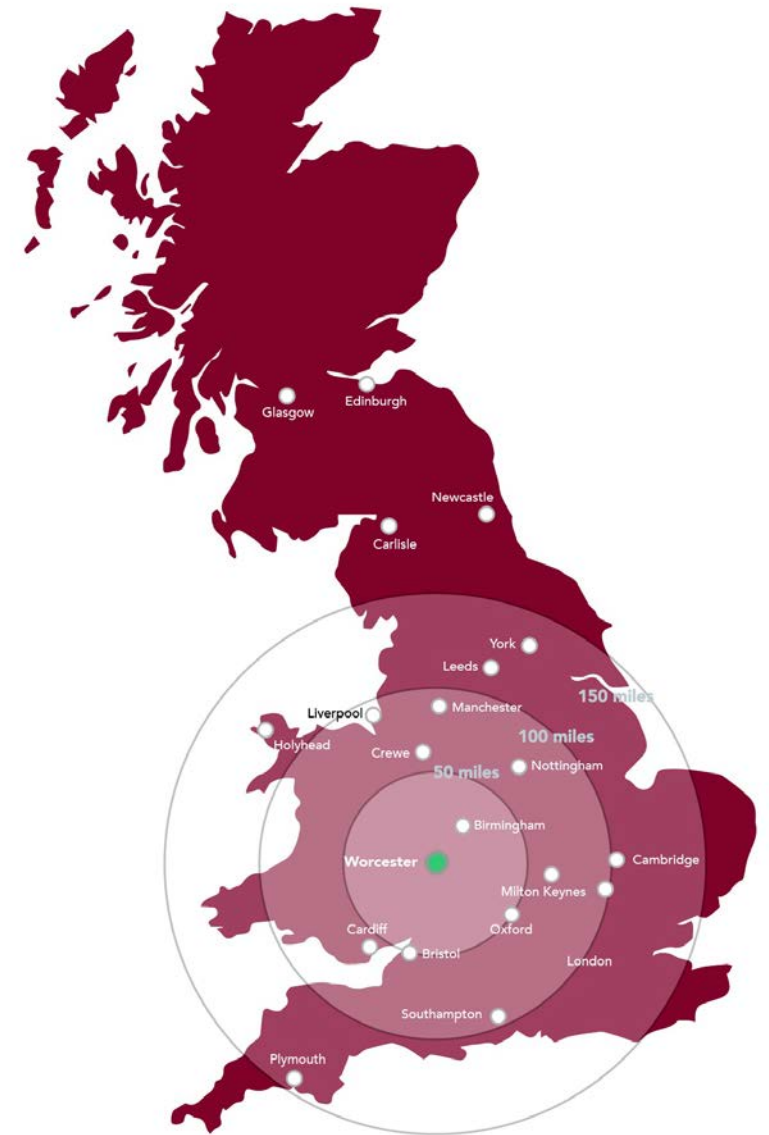 Glasgow
Edinburgh
Newcastle
Carlisle
York
Leeds
150 miles
Manchester
Liverpool
100 miles
Holyhead
Crewe
Nottingham
50 miles
Birmingham
Worcester
Cambridge
Milton Keynes
Cardiff
Oxford
Bristol
London
Southampton
Plymouth